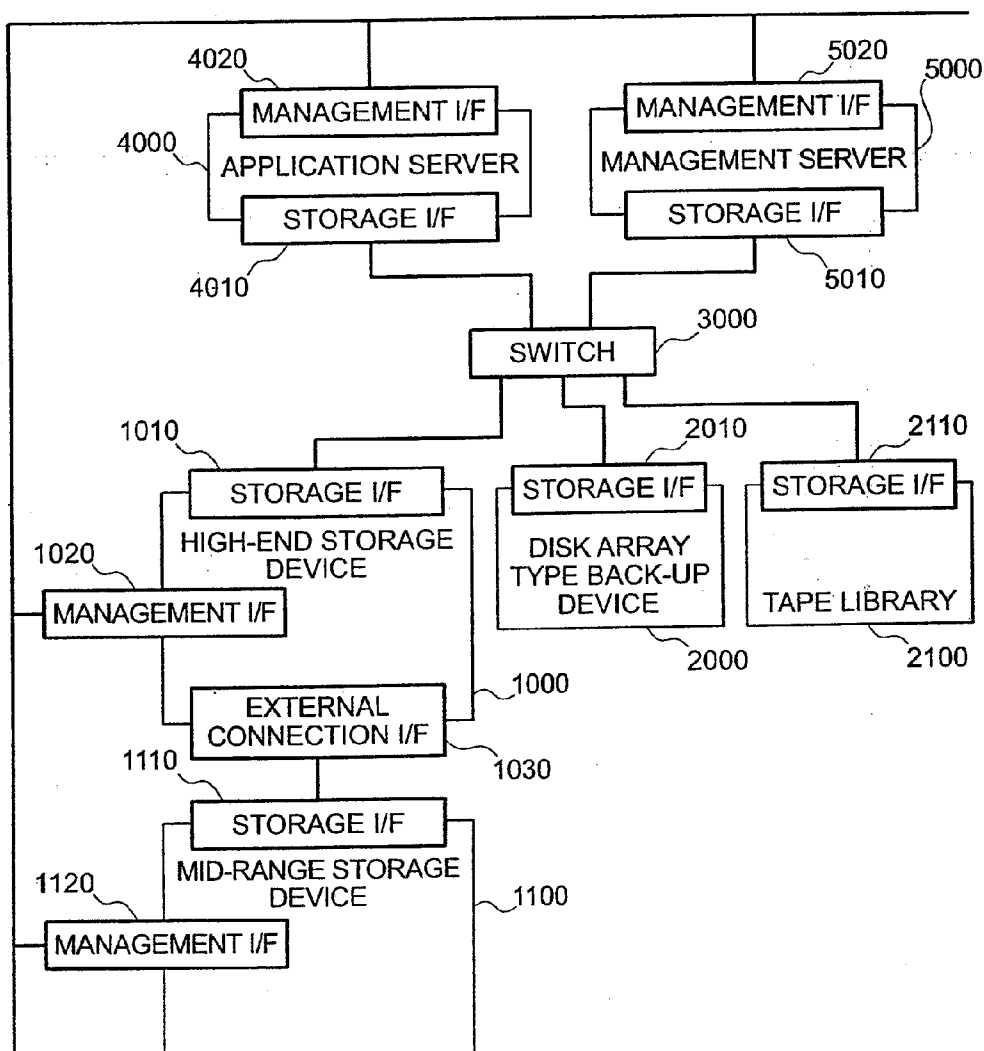 4020
5020
5000
MANAGEMENT I/F
MANAGEMENT I/F
4000
APPLICATION SERVER
MANAGEMENT SERVER
STORAGE I/F
STORAGE I/F
4010
5010
3000
SWITCH
1010
2010
2110
STORAGE I/F
STORAGE I/F
STORAGE I/F
HIGH-END STORAGE
DEVICE
DISK ARRAY
TYPE BACK-UP
DEVICE
1020
MANAGEMENT I/F
TAPE LIBRARY
2000
2100
1000
EXTERNAL
CONNECTION I/F
1030
1110
STORAGE I/F
MID-RANGE STORAGE
DEVICE
1120
1100
MANAGEMENT I/F